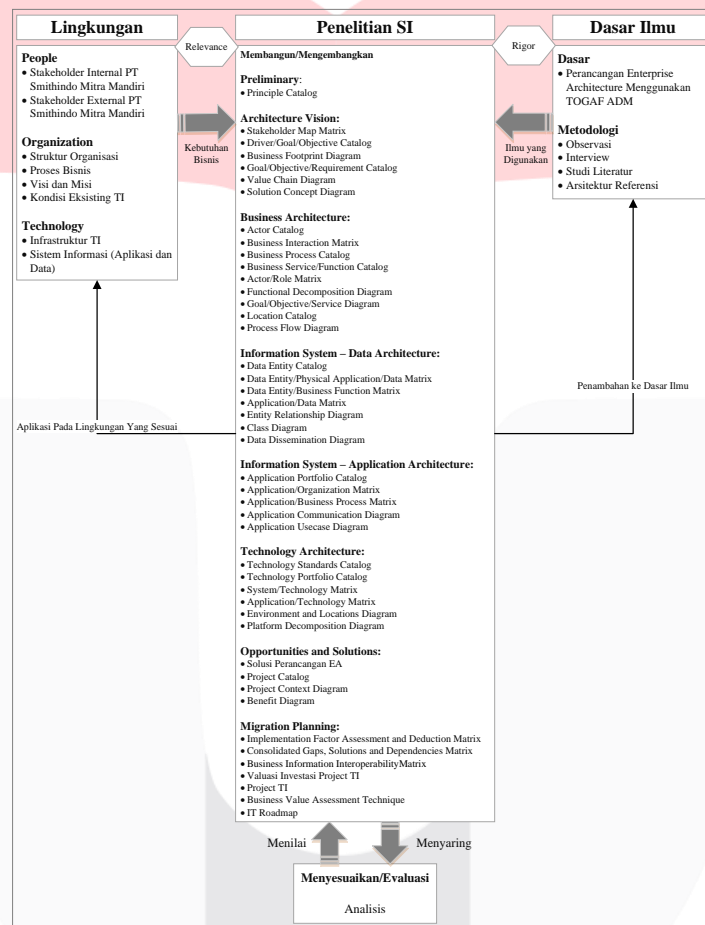 Lingkungan
Relevance
Penelitian SI
Rigor
Dasar Ilmu
People
• Stakeholder Internal PT
Smithindo Mitra Mandiri
• Stakeholder External PT
Smithindo Mitra Mandiri
Organization
• Struktur Organisasi
• Proses Bisnis
• Visi dan Misi
• Kondisi Eksisting TI
Technology
• Infrastruktur TI
• Sistem Informasi (Aplikasi dan
Data)
Kebutuhan
Bisnis
Membangun/Mengembangkan
Preliminary:
• Principle Catalog
Architecture Vision:
• Stakeholder Map Matrix
• Driver/Goal/Objective Catalog
• Business Footprint Diagram
• Goal/Objective/Requirement Catalog
• Value Chain Diagram
• Solution Concept Diagram
Business Architecture:
• Actor Catalog
• Business Interaction Matrix
• Business Process Catalog
• Business Service/Function Catalog
• Actor/Role Matrix
• Functional Decomposition Diagram
• Goal/Objective/Service Diagram
• Location Catalog
• Process Flow Diagram
Information System – Data Architecture:
• Data Entity Catalog
• Data Entity/Physical Application/Data Matrix
• Data Entity/Business Function Matrix
• Application/Data Matrix
• Entity Relationship Diagram
• Class Diagram
• Data Dissemination Diagram
Information System – Application Architecture:
• Application Portfolio Catalog
• Application/Organization Matrix
• Application/Business Process Matrix
• Application Communication Diagram
• Application Usecase Diagram
Technology Architecture:
• Technology Standards Catalog
• Technology Portfolio Catalog
• System/Technology Matrix
• Application/Technology Matrix
• Environment and Locations Diagram
• Platform Decomposition Diagram
Opportunities and Solutions:
• Solusi Perancangan EA
• Project Catalog
• Project Context Diagram
• Benefit Diagram
Migration Planning:
• Implementation Factor Assessment and Deduction Matrix
• Consolidated Gaps, Solutions and Dependencies Matrix
• Business Information InteroperabilityMatrix
• Valuasi Investasi Project TI
• Project TI
• Business Value Assessment Technique
• IT Roadmap
Ilmu yang
Digunakan
Dasar
• Perancangan Enterprise
Architecture Menggunakan
TOGAF ADM
Metodologi
• Observasi
• Interview
• Studi Literatur
• Arsitektur Referensi
Aplikasi Pada Lingkungan Yang Sesuai
Penambahan ke Dasar Ilmu
Menilai
Menyaring
Menyesuaikan/Evaluasi
Analisis